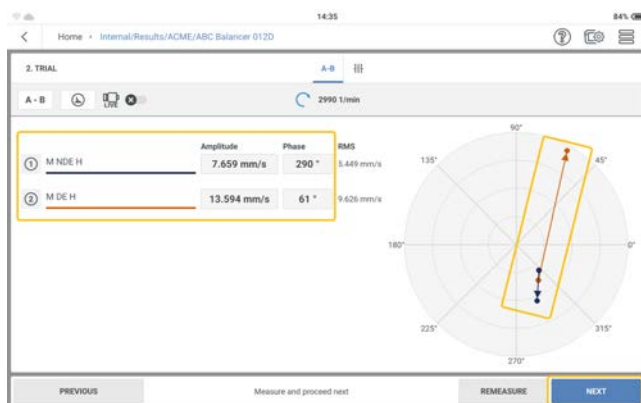 14:35
84%
Home › Internal/Results/ACME/ABC Balancer 012D
2. TRIAL
A-B
A - B
LIVE
2990 1/min
Amplitude Phase RMS
1 M NDE H 7.659 mm/s 290 ° 5.449 mm/s
2 M DE H 13.594 mm/s 61 ° 9.626 mm/s
90°
135° 45°
180° 0°
225° 315°
270°
PREVIOUS Measure and proceed next REMEASURE NEXT